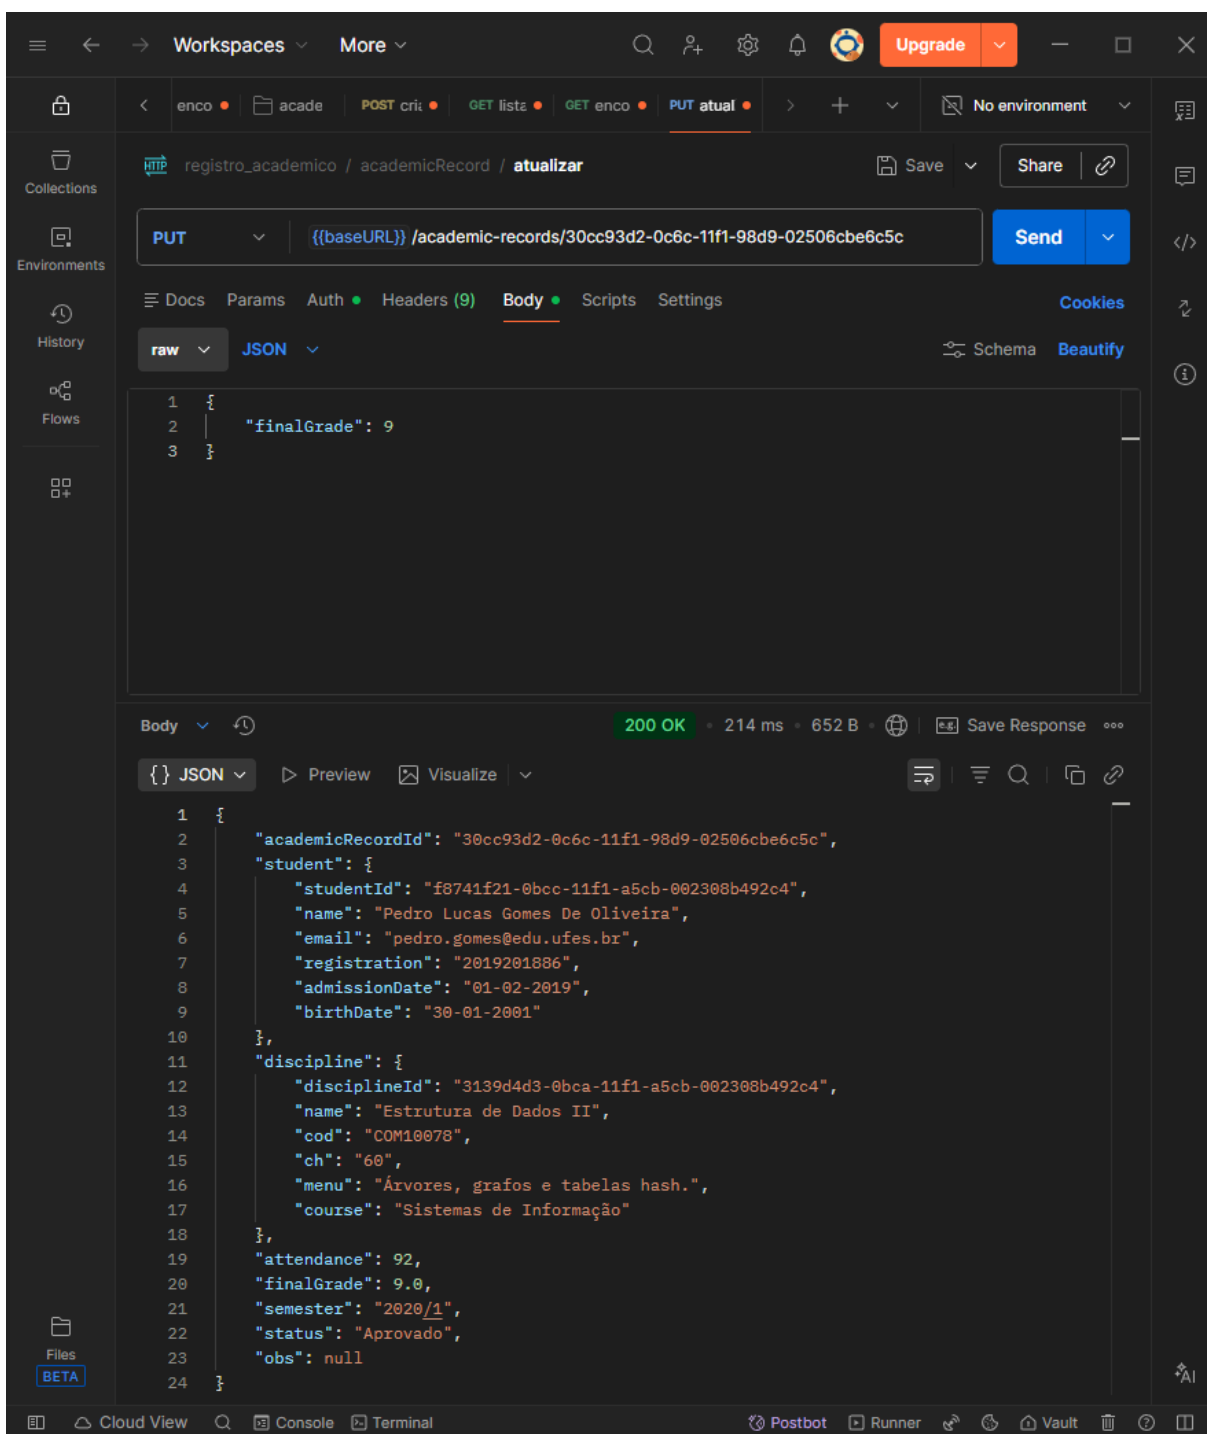 Workspaces More Upgrade
enco acade POST cria GET lista GET enco PUT atual No environment
HTTP registro_academico / academicRecord / atualizar Save Share
Collections
PUT {{baseURL}} /academic-records/30cc93d2-0c6c-11f1-98d9-02506cbe6c5c Send
Environments
Docs Params Auth Headers (9) Body Scripts Settings Cookies
History
raw JSON Schema Beautify
Flows
1 {
2 "finalGrade": 9
3 }
Body 200 OK 214 ms 652 B e.g. Save Response
{} JSON Preview Visualize
1 {
2 "academicRecordId": "30cc93d2-0c6c-11f1-98d9-02506cbe6c5c",
3 "student": {
4 "studentId": "f8741f21-0bcc-11f1-a5cb-002308b492c4",
5 "name": "Pedro Lucas Gomes De Oliveira",
6 "email": "pedro.gomes@edu.ufes.br",
7 "registration": "2019201886",
8 "admissionDate": "01-02-2019",
9 "birthDate": "30-01-2001"
10 },
11 "discipline": {
12 "disciplineId": "3139d4d3-0bca-11f1-a5cb-002308b492c4",
13 "name": "Estrutura de Dados II",
14 "cod": "COM10078",
15 "ch": "60",
16 "menu": "Árvores, grafos e tabelas hash.",
17 "course": "Sistemas de Informação"
18 },
19 "attendance": 92,
20 "finalGrade": 9.0,
21 "semester": "2020/1",
22 "status": "Aprovado",
23 "obs": null
24 }
Files
BETA
AI
Cloud View Console Terminal Postbot Runner Vault